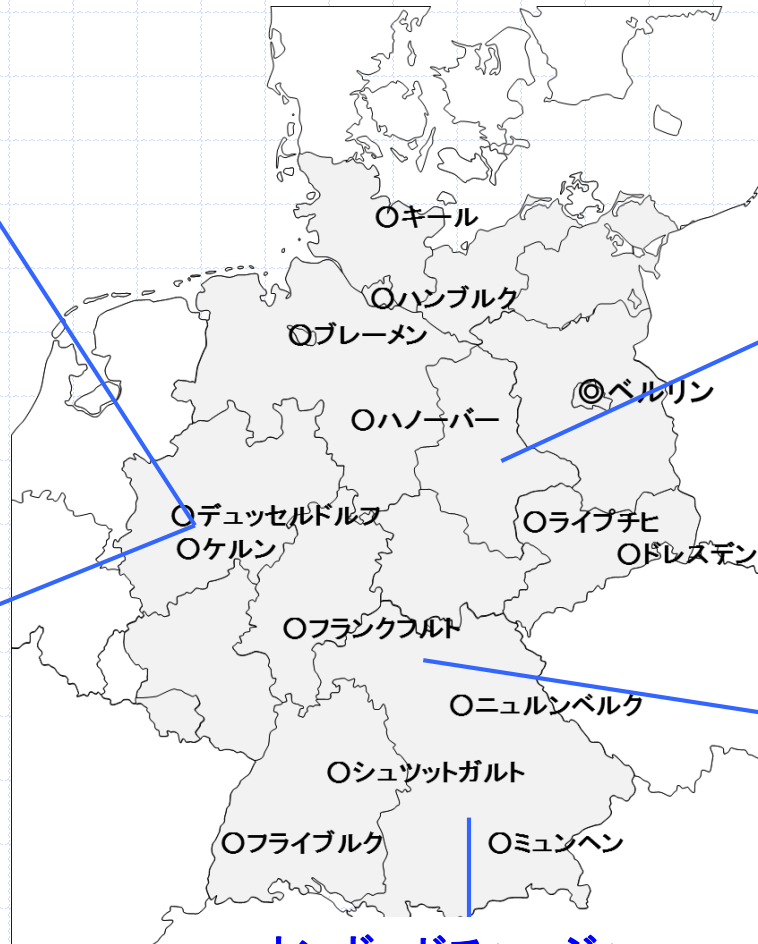 キール
ハンブルク
ブレーメン
ベルリン
ハノーバー
デュッセルドルフ
ライプチヒ
ケルン
ドレスデン
フランクフルト
ニュルンベルク
シュツットガルト
フライブルク
ミュンヘン